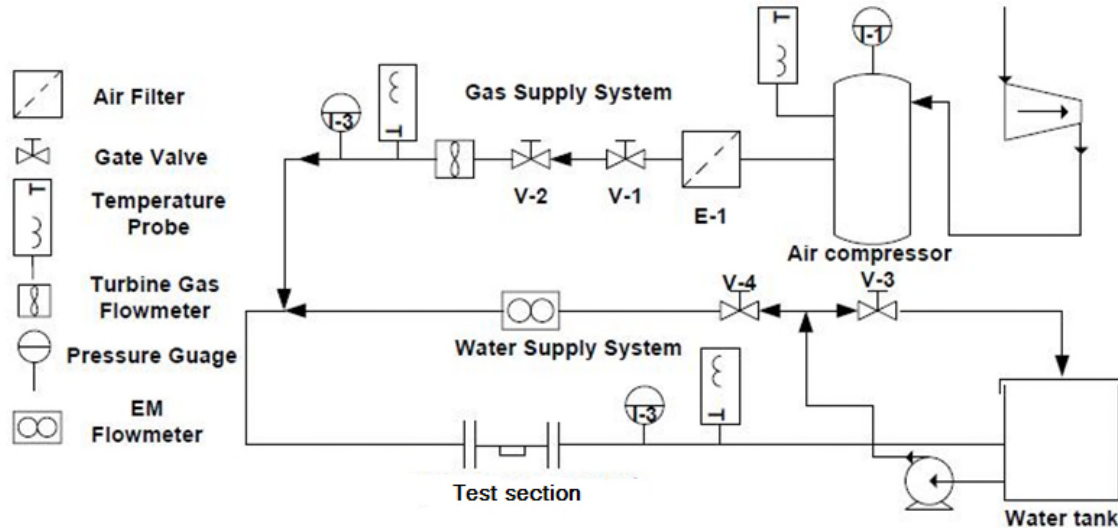 Air Filter
Gate Valve
T
Temperature
Probe
Turbine Gas
Flowmeter
Pressure Guage
EM
Flowmeter
Gas Supply System
I-3
T
V-2
V-1
E-1
T
I-1
Air compressor
V-4
V-3
Water Supply System
I-3
T
Test section
Water tank